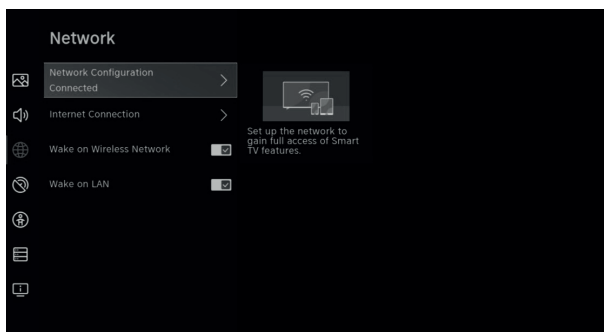 Network
Network Configuration
Connected
Internet Connection
Wake on Wireless Network
Wake on LAN
Set up the network to
gain full access of Smart
TV features.